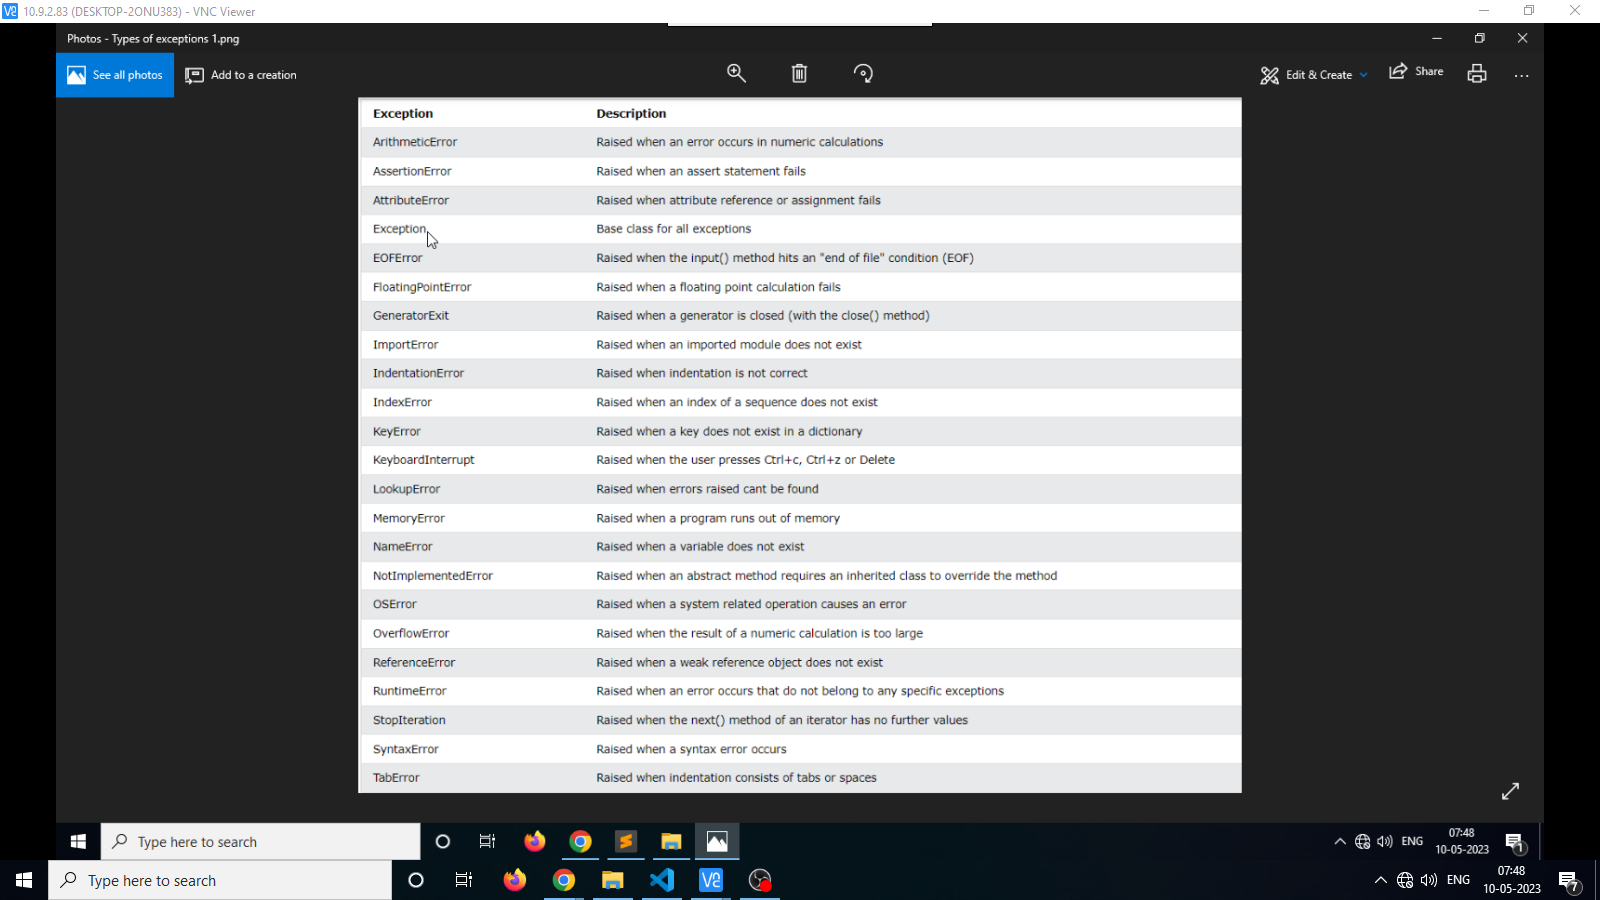 10.9.2.83 (DESKTOP-2ONU383) - VNC Viewer
Photos - Types of exceptions 1.png
See all photos
Add to a creation
Edit & Create
Share
Exception Description
ArithmeticError Raised when an error occurs in numeric calculations
AssertionError Raised when an assert statement fails
AttributeError Raised when attribute reference or assignment fails
Exception Base class for all exceptions
EOFError Raised when the input() method hits an "end of file" condition (EOF)
FloatingPointError Raised when a floating point calculation fails
GeneratorExit Raised when a generator is closed (with the close() method)
ImportError Raised when an imported module does not exist
IndentationError Raised when indentation is not correct
IndexError Raised when an index of a sequence does not exist
KeyError Raised when a key does not exist in a dictionary
KeyboardInterrupt Raised when the user presses Ctrl+c, Ctrl+z or Delete
LookupError Raised when errors raised cant be found
MemoryError Raised when a program runs out of memory
NameError Raised when a variable does not exist
NotImplementedError Raised when an abstract method requires an inherited class to override the method
OSError Raised when a system related operation causes an error
OverflowError Raised when the result of a numeric calculation is too large
ReferenceError Raised when a weak reference object does not exist
RuntimeError Raised when an error occurs that do not belong to any specific exceptions
StopIteration Raised when the next() method of an iterator has no further values
SyntaxError Raised when a syntax error occurs
TabError Raised when indentation consists of tabs or spaces
Type here to search
ENG
07:48
10-05-2023
1
Type here to search
VS
ENG
07:48
10-05-2023
7